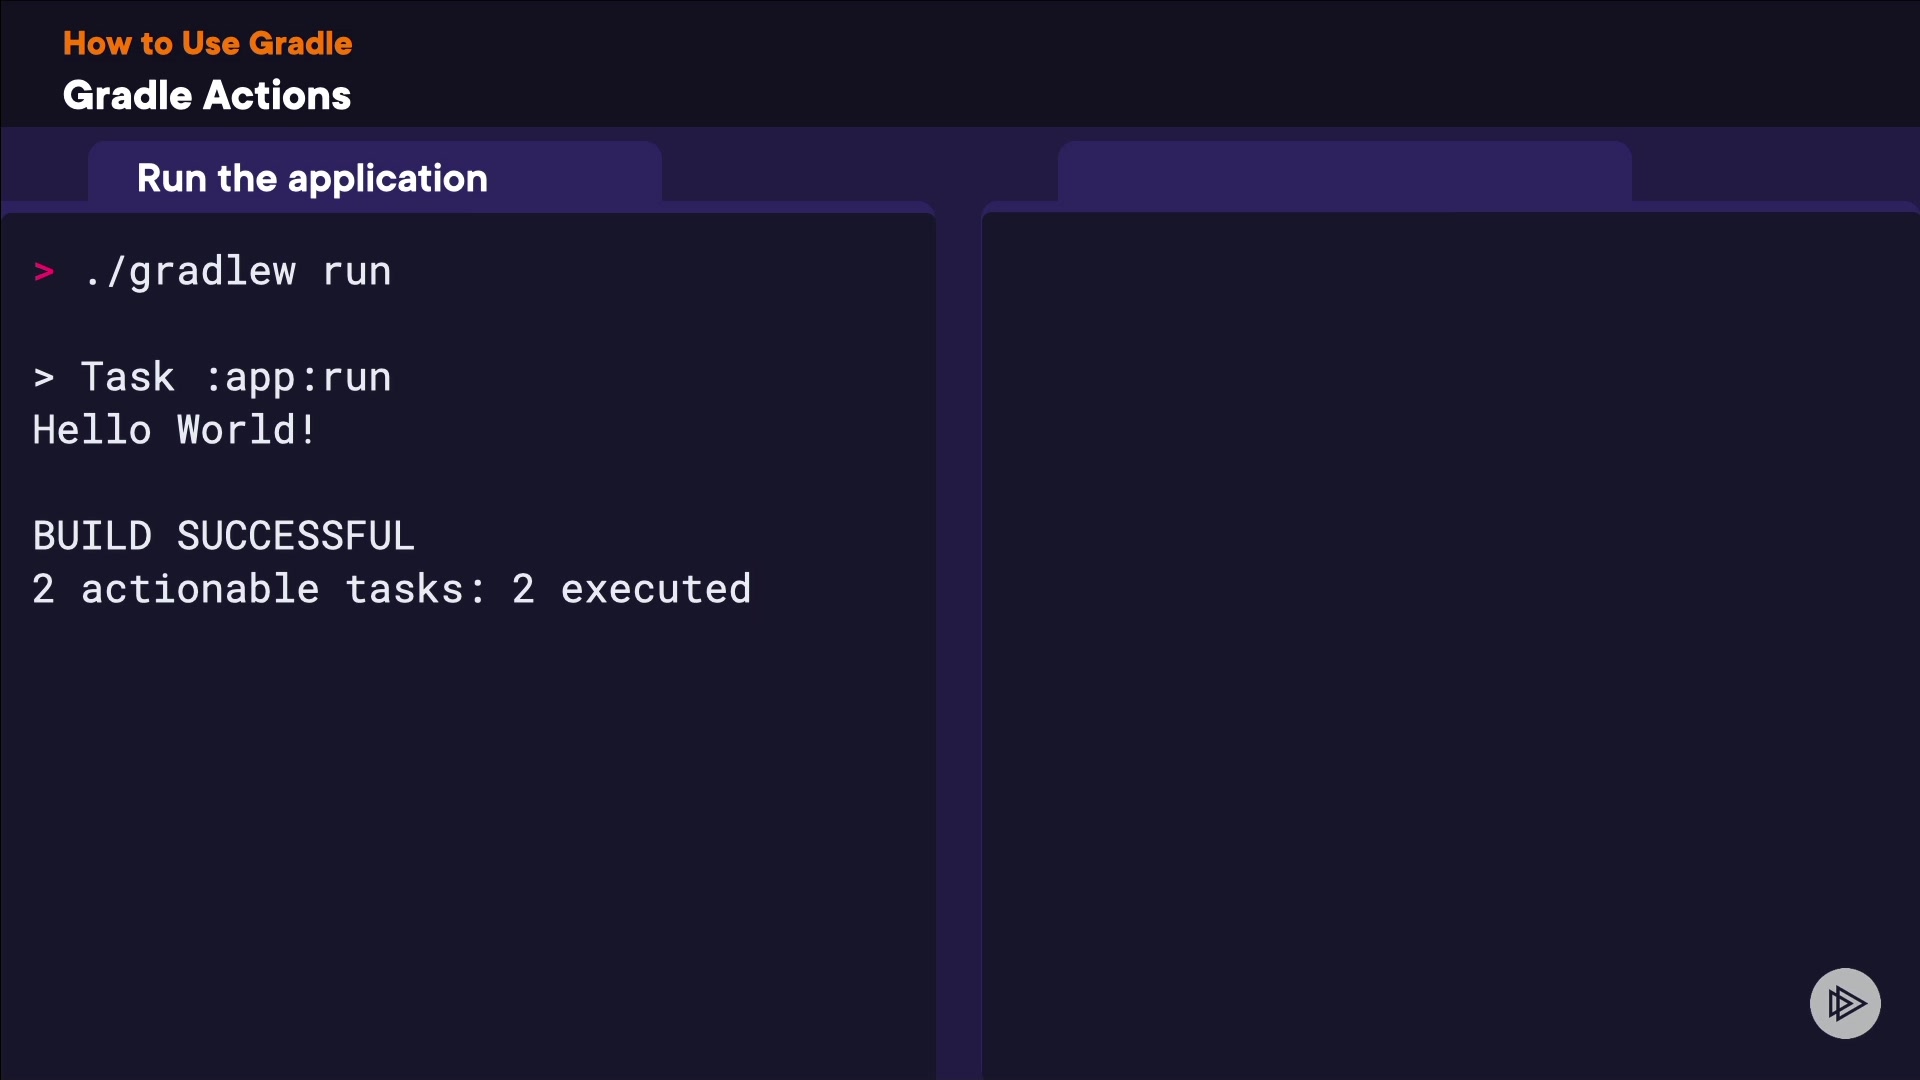 How to Use Gradle
Gradle Actions
Run the application
> ./gradlew run
> Task :app:run
Hello World!
BUILD SUCCESSFUL
2 actionable tasks: 2 executed